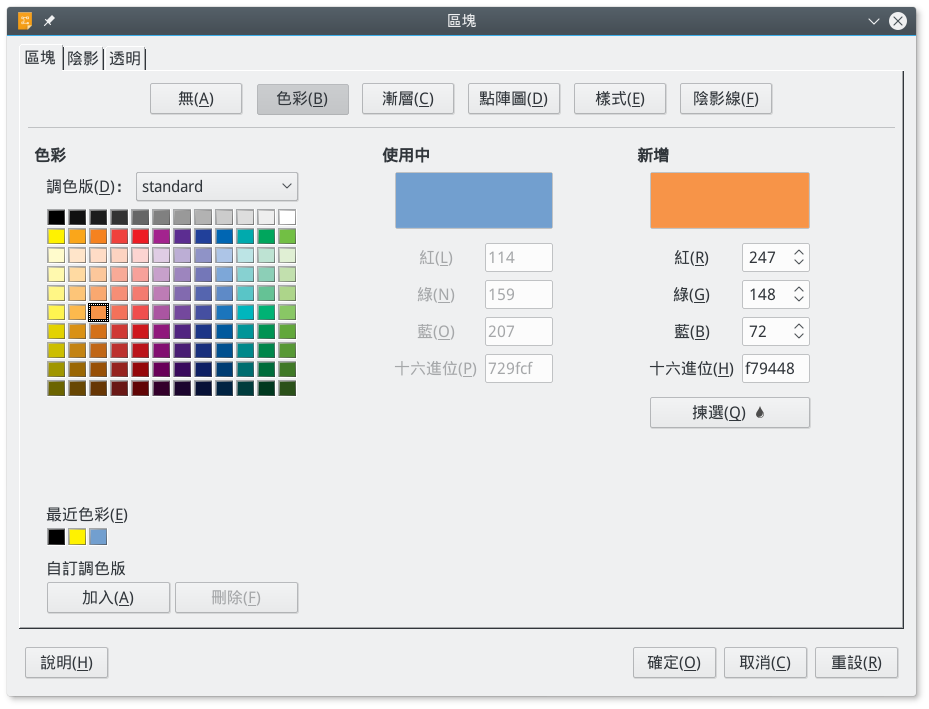 區塊
區塊 陰影 透明
無(A) 色彩(B) 漸層(C) 點陣圖(D) 樣式(E) 陰影線(F)
色彩 使用中 新增
調色版(D)： standard
紅(L) 114 紅(R) 247
綠(N) 159 綠(G) 148
藍(O) 207 藍(B) 72
十六進位(P) 729fcf 十六進位(H) f79448
揀選(Q)
最近色彩(E)
自訂調色版
加入(A) 刪除(F)
說明(H) 確定(O) 取消(C) 重設(R)